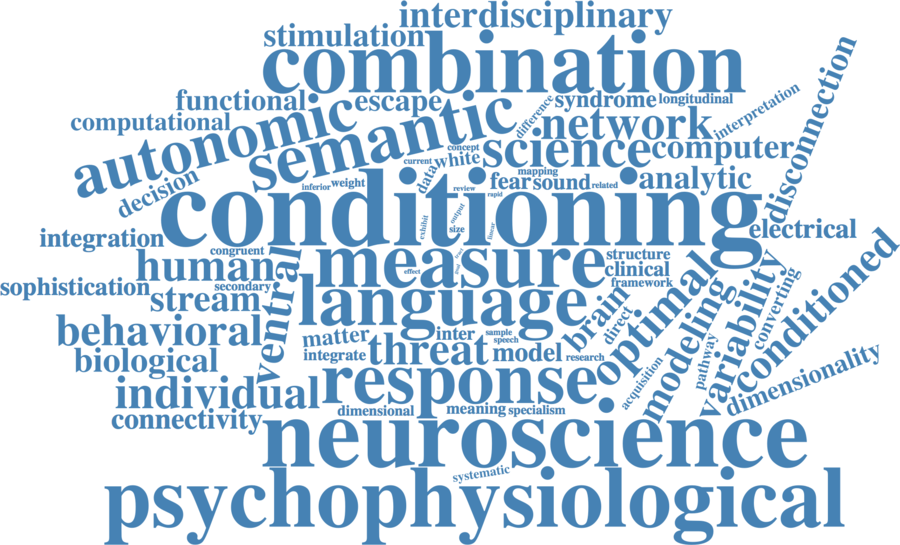 interdisciplinary
stimulation
combination
functional
escape
syndrome
longitudinal
computational
autonomic
semantic
difference
network
interpretation
disconnection
concept
current
white
science
computer
data
mapping
decision
inferior
weight
review
rapid
fear
sound
related
analytic
conditioning
exhibit
output
size
linear
electrical
integration
congruent
human
measure
structure
clinical
framework
effect
sophistication
secondary
stream
ventral
language
brain
direct
optimal
modeling
variability
converting
conditioned
behavioral
matter
inter
sample
speech
biological
integrate
threat
model
research
pathway
acquisition
dimensionality
individual
response
connectivity
dimensional
meaning
specialism
neuroscience
systematic
psychophysiological